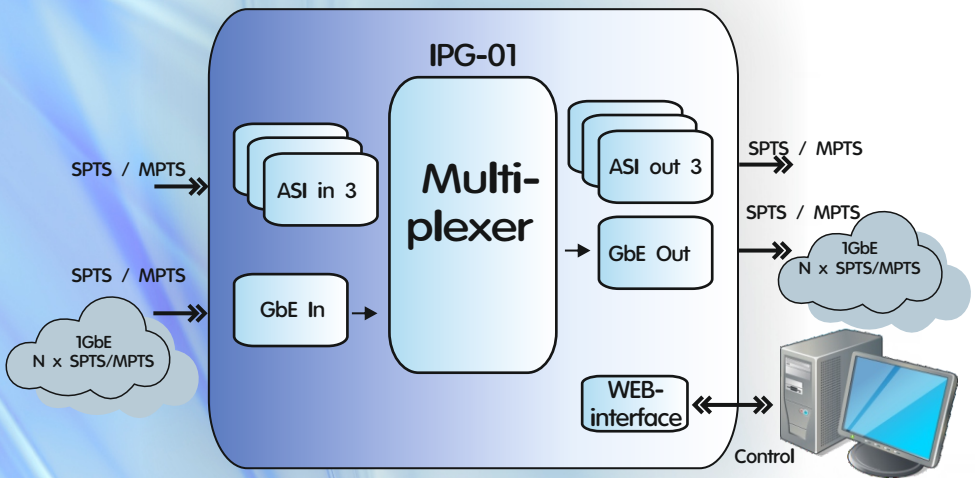 IPG-01
SPTS / MPTS
ASI in 3
Multi-
plexer
ASI out 3
SPTS / MPTS
SPTS / MPTS
GbE Out
1GbE
N x SPTS/MPTS
SPTS / MPTS
GbE In
1GbE
N x SPTS/MPTS
WEB-
interface
Control